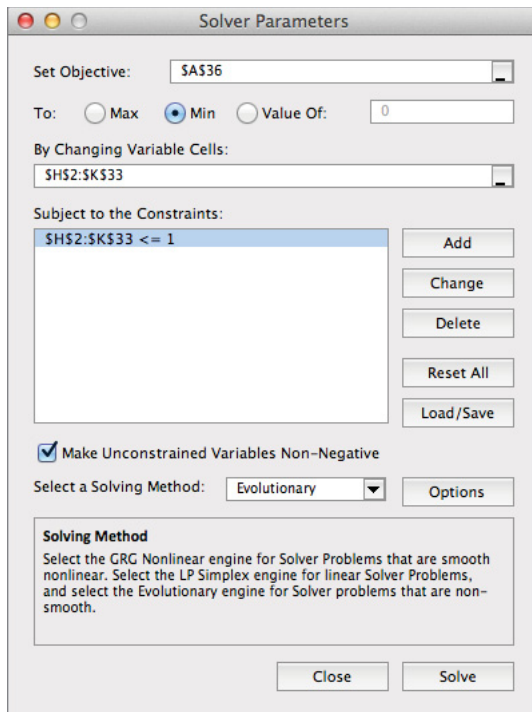 Solver Parameters
Set Objective: $A$36
To: Max Min Value Of: 0
By Changing Variable Cells:
$H$2:$K$33
Subject to the Constraints:
$H$2:$K$33 <= 1
Add
Change
Delete
Reset All
Load/Save
Make Unconstrained Variables Non-Negative
Select a Solving Method: Evolutionary Options
Solving Method
Select the GRG Nonlinear engine for Solver Problems that are smooth
nonlinear. Select the LP Simplex engine for linear Solver Problems,
and select the Evolutionary engine for Solver problems that are non-
smooth.
Close Solve